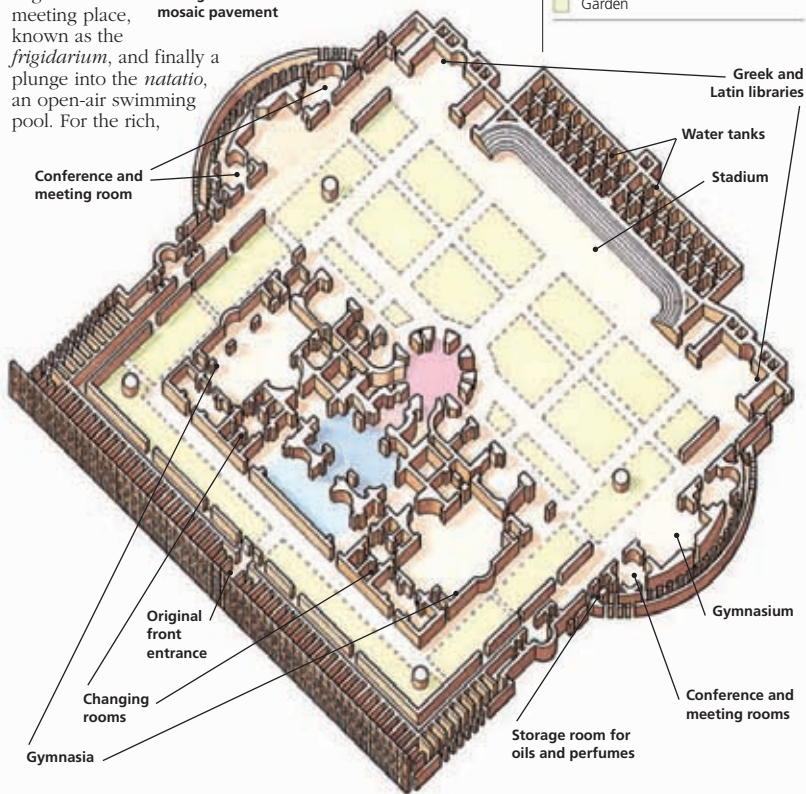 meeting place,
known as the
frigidarium, and finally a
plunge into the natatio,
an open-air swimming
pool. For the rich,
mosaic pavement
Garden
Greek and
Latin libraries
Water tanks
Stadium
Conference and
meeting room
Original
front
entrance
Changing
rooms
Gymnasia
Gymnasium
Conference and
meeting rooms
Storage room for
oils and perfumes